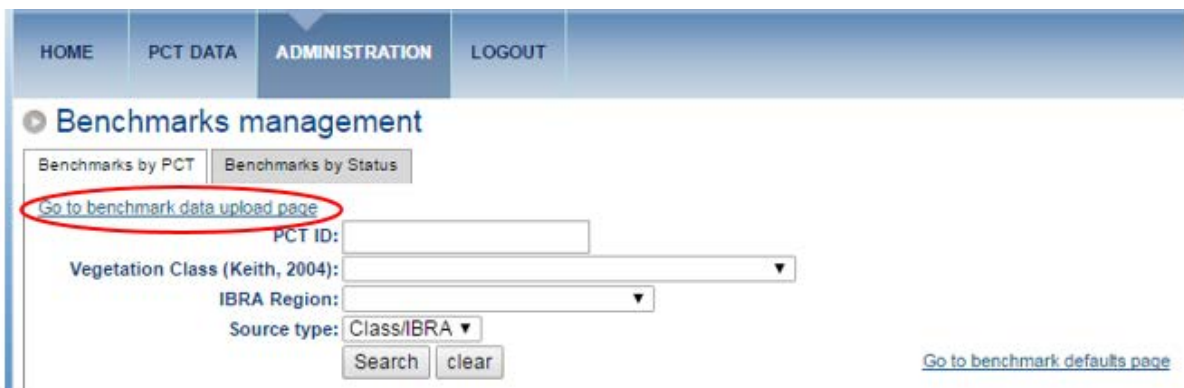 HOME PCT DATA ADMINISTRATION LOGOUT
Benchmarks management
Benchmarks by PCT Benchmarks by Status
Go to benchmark data upload page
PCT ID:
Vegetation Class (Keith, 2004):
IBRA Region:
Source type: Class/IBRA
Search clear Go to benchmark defaults page